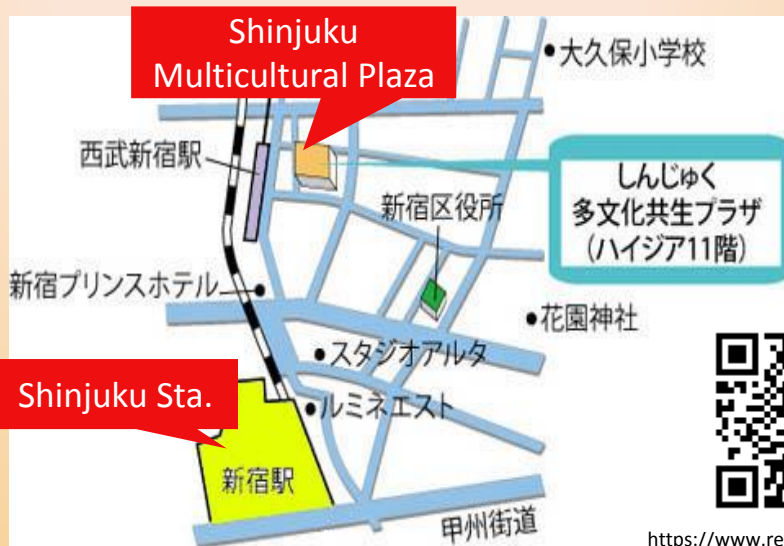 Shinjuku
Multicultural Plaza
大久保小学校
西武新宿駅
しんじゅく
多文化共生プラザ
(ハイジア11階)
新宿区役所
新宿プリンスホテル
花園神社
スタジオアルタ
Shinjuku Sta.
ルミネエスト
新宿駅
甲州街道
https://www.re